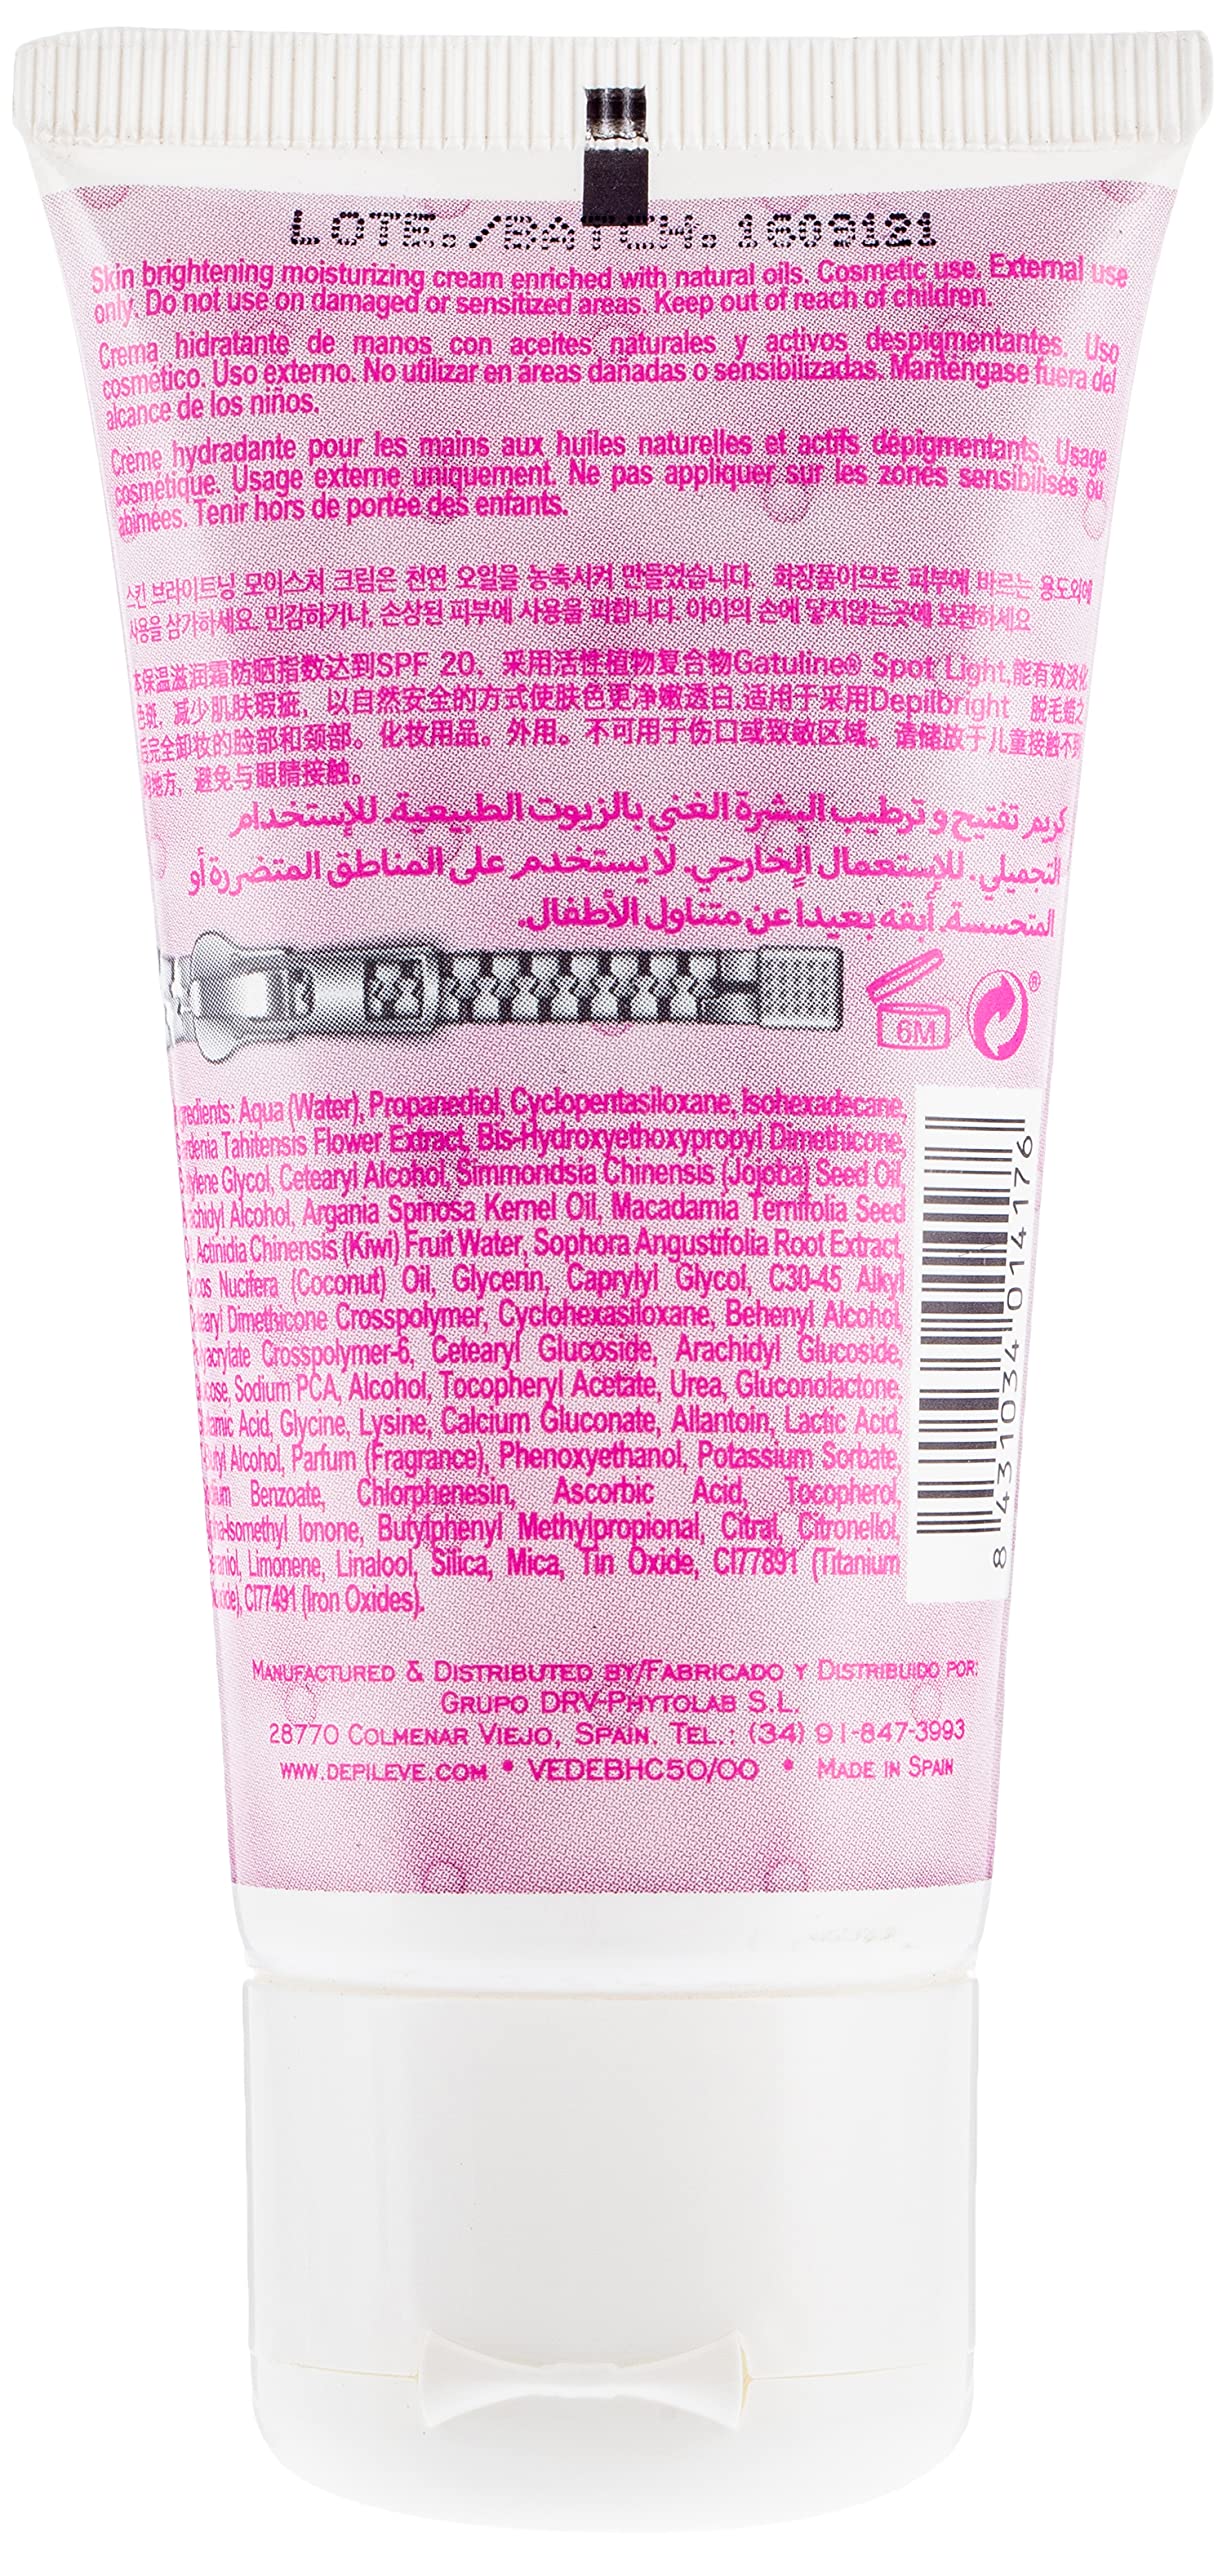 LOTE./BATCH. 1609121
Skin brightening moisturizing cream enriched with natural oils. Cosmetic use. External use
only. Do not use on damaged or sensitized areas. Keep out of reach of children.
Crema hidratante de manos con aceites naturales y activos despigmentantes. Uso
cosmético. Uso externo. No utilizar en áreas dañadas o sensibilizadas. Mantengase fuera del
alcance de los niños.
Crème hydradante pour les mains aux huiles naturelles et actifs dépigmentants. Usage
cosmétique. Usage externe uniquement. Ne pas appliquer sur les zones sensibilisés ou
abîmées. Tenir hors de portée des enfants.
스킨 브라이트닝 모이스쳐 크림은 천연 오일을 농축시켜 만들었습니다. 화장품이므로 피부에 바르는 용도외에
사용을 삼가하세요. 민감하거나, 손상된 피부에 사용을 피합니다. 아이의 손에 닿지않는곳에 보관하세요
本保温滋润霜防晒指数达到SPF 20，采用活性植物复合物Gatuline® Spot Light,能有效淡化
色斑，减少肌肤瑕疵，以自然安全的方式使肤色更净嫩透白.适用于采用Depilbright 脱毛蜡之
后完全卸妆的脸部和颈部。化妆用品。外用。不可用于伤口或致敏区域。请储放于儿童接触不到
的地方，避免与眼睛接触。
كريم تفتيح و ترطيب البشرة الغني بالزيوت الطبيعية. للإستخدام
التجميلي. للإستعمال الخارجي. لا يستخدم على المناطق المتضررة أو
المتحسسة. أبقه بعيدا عن متناول الأطفال.
6M
®
gredients: Aqua (Water), Propanediol, Cyclopentasiloxane, Isohexadecane,
rdenia Tahitensis Flower Extract, Bis-Hydroxyethoxypropyl Dimethicone,
tylene Glycol, Cetearyl Alcohol, Simmondsia Chinensis (Jojoba) Seed Oil,
A chidyl Alcohol, Argania Spinosa Kernel Oil, Macadamia Ternifolia Seed
O , Actinidia Chinensis (Kiwi) Fruit Water, Sophora Angustifolia Root Extract,
cos Nucifera (Coconut) Oil, Glycerin, Caprylyl Glycol, C30-45 Alkyl
earyl Dimethicone Crosspolymer, Cyclohexasiloxane, Behenyl Alcohol,
acrylate Crosspolymer-6, Cetearyl Glucoside, Arachidyl Glucoside,
cose, Sodium PCA, Alcohol, Tocopheryl Acetate, Urea, Gluconolactone,
tamic Acid, Glycine, Lysine, Calcium Gluconate, Allantoin, Lactic Acid,
Alcohol, Parfum (Fragrance), Phenoxyethanol, Potassium Sorbate,
ium Benzoate, Chlorphenesin, Ascorbic Acid, Tocopherol,
a-Isomethyl Ionone, Butylphenyl Methylpropional, Citral, Citronellol,
raniol, Limonene, Linalool, Silica, Mica, Tin Oxide, CI77891 (Titanium
xide), CI77491 (Iron Oxides).
8 431034 014176
MANUFACTURED & DISTRIBUTED BY/FABRICADO Y DISTRIBUIDO POR:
GRUPO DRV-PHYTOLAB S.L.
28770 COLMENAR VIEJO, SPAIN. TEL.: (34) 91-847-3993
WWW.DEPILEVE.COM • VEDEBHC50/00 • MADE IN SPAIN